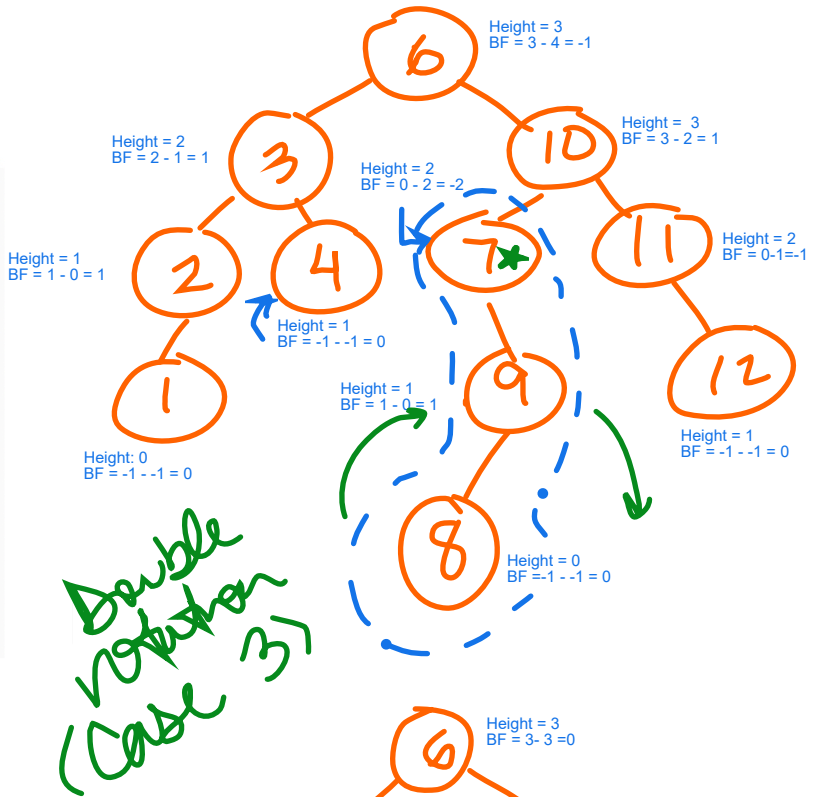 6
Height = 3
BF = 3 - 4 = -1
3
Height = 2
BF = 2 - 1 = 1
10
Height = 3
BF = 3 - 2 = 1
2
Height = 1
BF = 1 - 0 = 1
4
Height = 1
BF = -1 - -1 = 0
7
Height = 2
BF = 0 - 2 = -2
11
Height = 2
BF = 0-1=-1
1
Height: 0
BF = -1 - -1 = 0
9
Height = 1
BF = 1 - 0 = 1
12
Height = 1
BF = -1 - -1 = 0
8
Height = 0
BF =-1 - -1 = 0
Double
rotation
(Case 3)
6
Height = 3
BF = 3- 3 =0